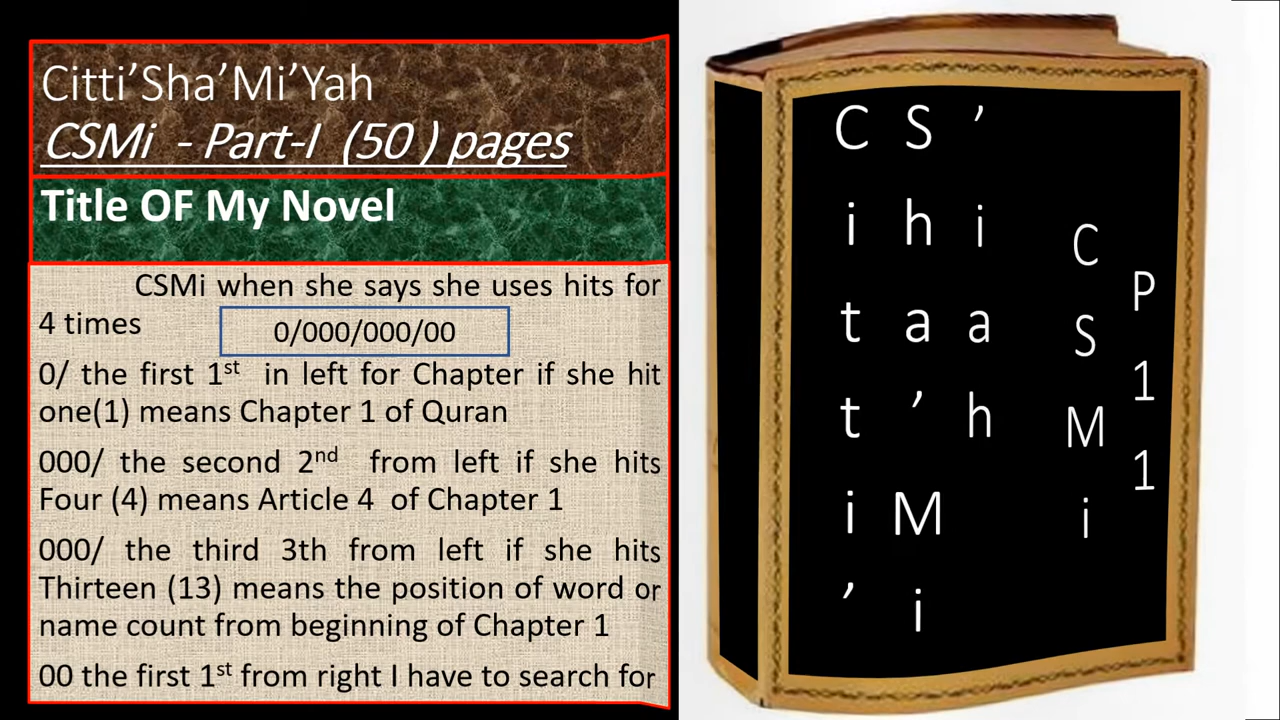 Citti’Sha’Mi’Yah
CSMi - Part-I (50 ) pages
Title OF My Novel
CSMi when she says she uses hits for
4 times
0/000/000/00
0/ the first 1st in left for Chapter if she hit
one(1) means Chapter 1 of Quran
000/ the second 2nd from left if she hits
Four (4) means Article 4 of Chapter 1
000/ the third 3th from left if she hits
Thirteen (13) means the position of word or
name count from beginning of Chapter 1
00 the first 1st from right I have to search for
C S ’
i h i
t a a
t ’ h
i M
’ i
C
S
M
i
P
1
1